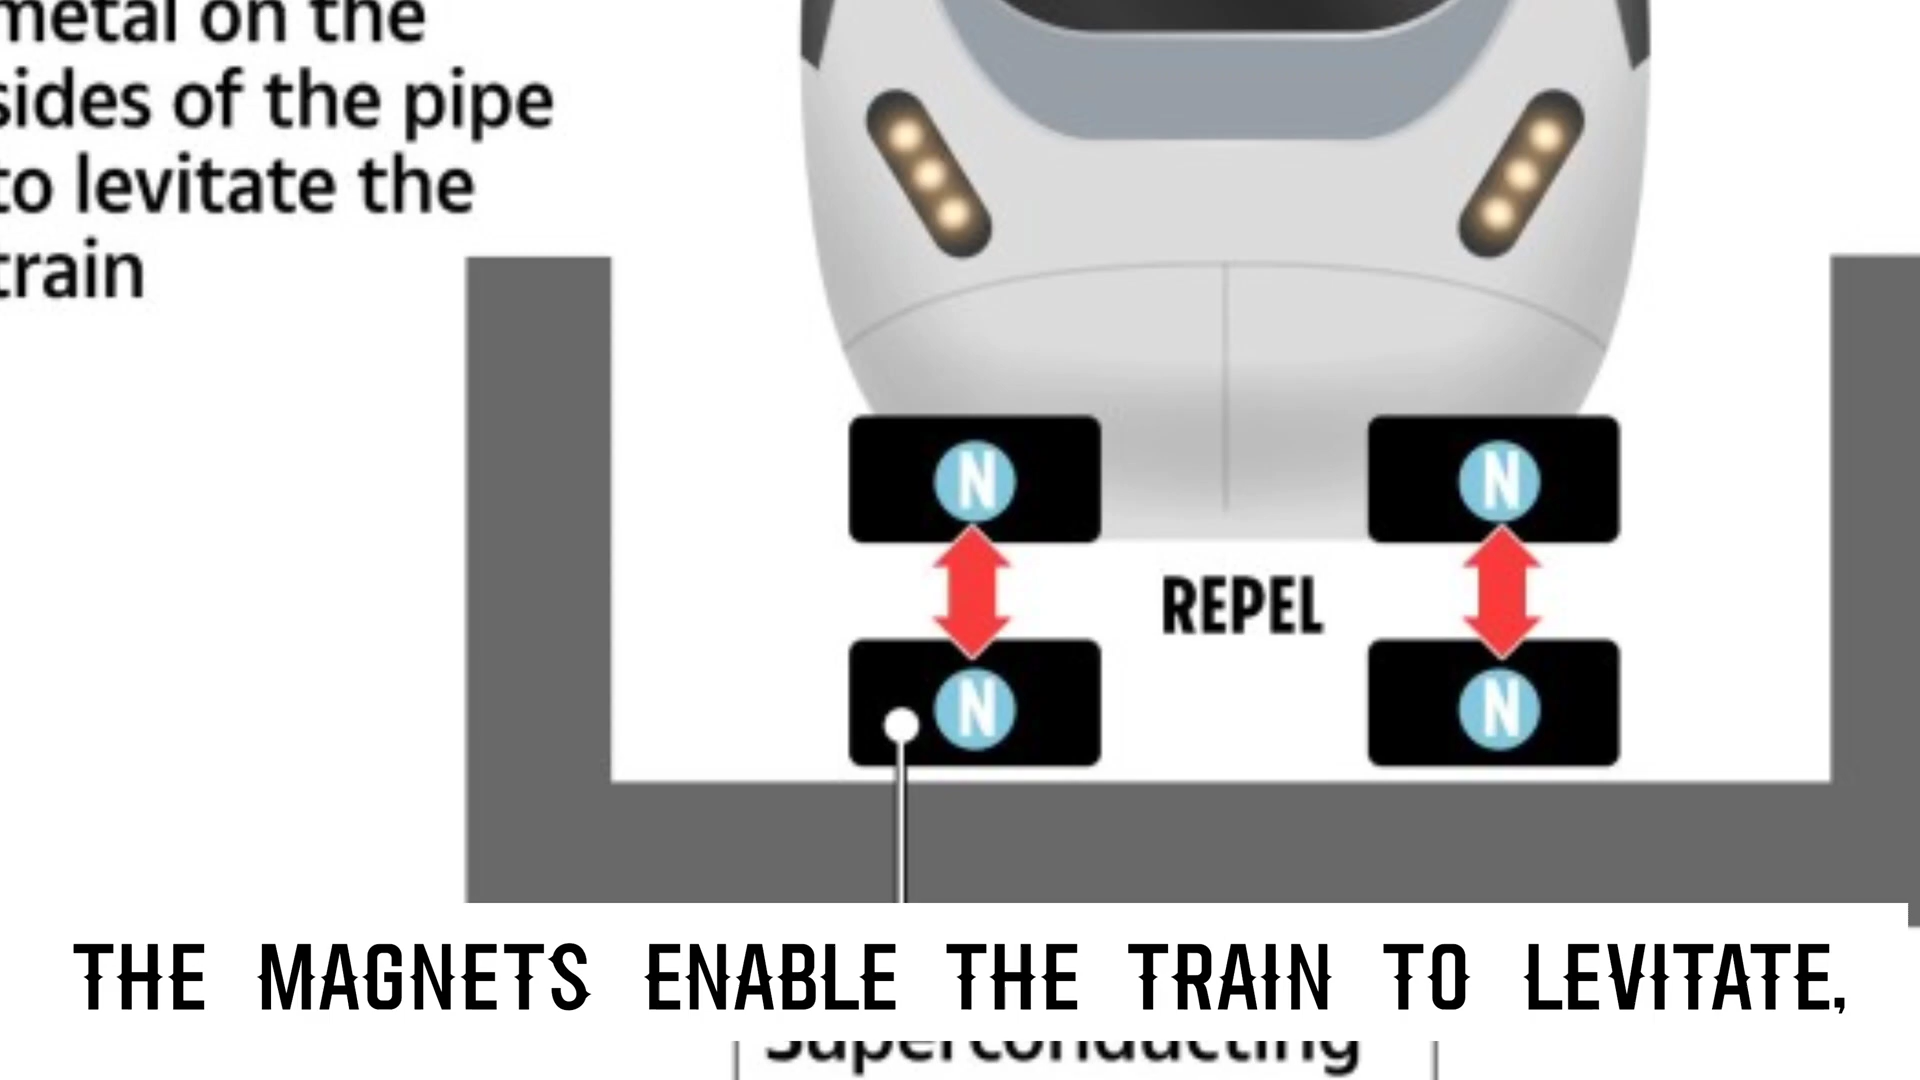 metal on the
sides of the pipe
to levitate the
train
N N
REPEL
N N
THE MAGNETS ENABLE THE TRAIN TO LEVITATE,
Superconducting